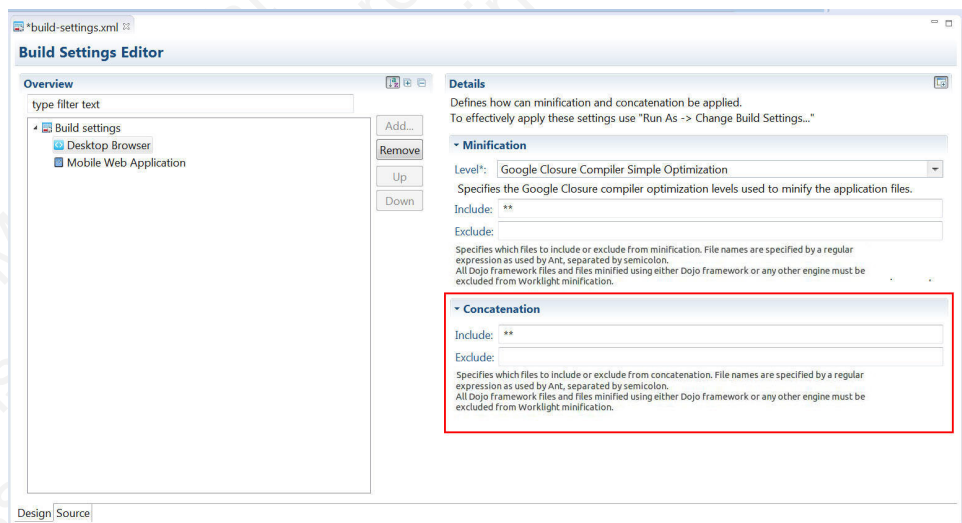 *build-settings.xml
Build Settings Editor
Overview
type filter text
Build settings
Desktop Browser
Mobile Web Application
Add...
Remove
Up
Down
Details
Defines how can minification and concatenation be applied.
To effectively apply these settings use "Run As -> Change Build Settings..."
Minification
Level*: Google Closure Compiler Simple Optimization
Specifies the Google Closure compiler optimization levels used to minify the application files.
Include: **
Exclude:
Specifies which files to include or exclude from minification. File names are specified by a regular
expression as used by Ant, separated by semicolon.
All Dojo framework files and files minified using either Dojo framework or any other engine must be
excluded from Worklight minification.
Concatenation
Include: **
Exclude:
Specifies which files to include or exclude from concatenation. File names are specified by a regular
expression as used by Ant, separated by semicolon.
All Dojo framework files and files minified using either Dojo framework or any other engine must be
excluded from Worklight minification.
Design Source